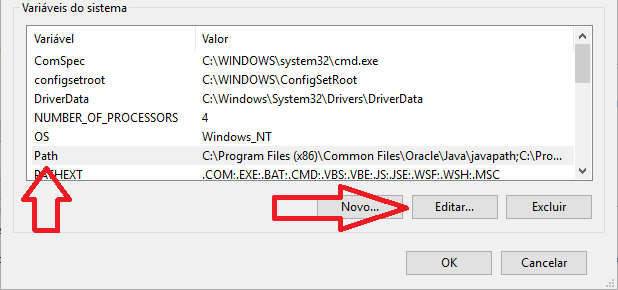 Variáveis do sistema
Variável Valor
ComSpec C:\WINDOWS\system32\cmd.exe
configsetroot C:\WINDOWS\ConfigSetRoot
DriverData C:\Windows\System32\Drivers\DriverData
NUMBER_OF_PROCESSORS 4
OS Windows_NT
Path C:\Program Files (x86)\Common Files\Oracle\Java\javapath;C:\Pro...
PATHEXT .COM;.EXE;.BAT;.CMD;.VBS;.VBE;.JS;.JSE;.WSF;.WSH;.MSC
Novo... Editar... Excluir
OK Cancelar